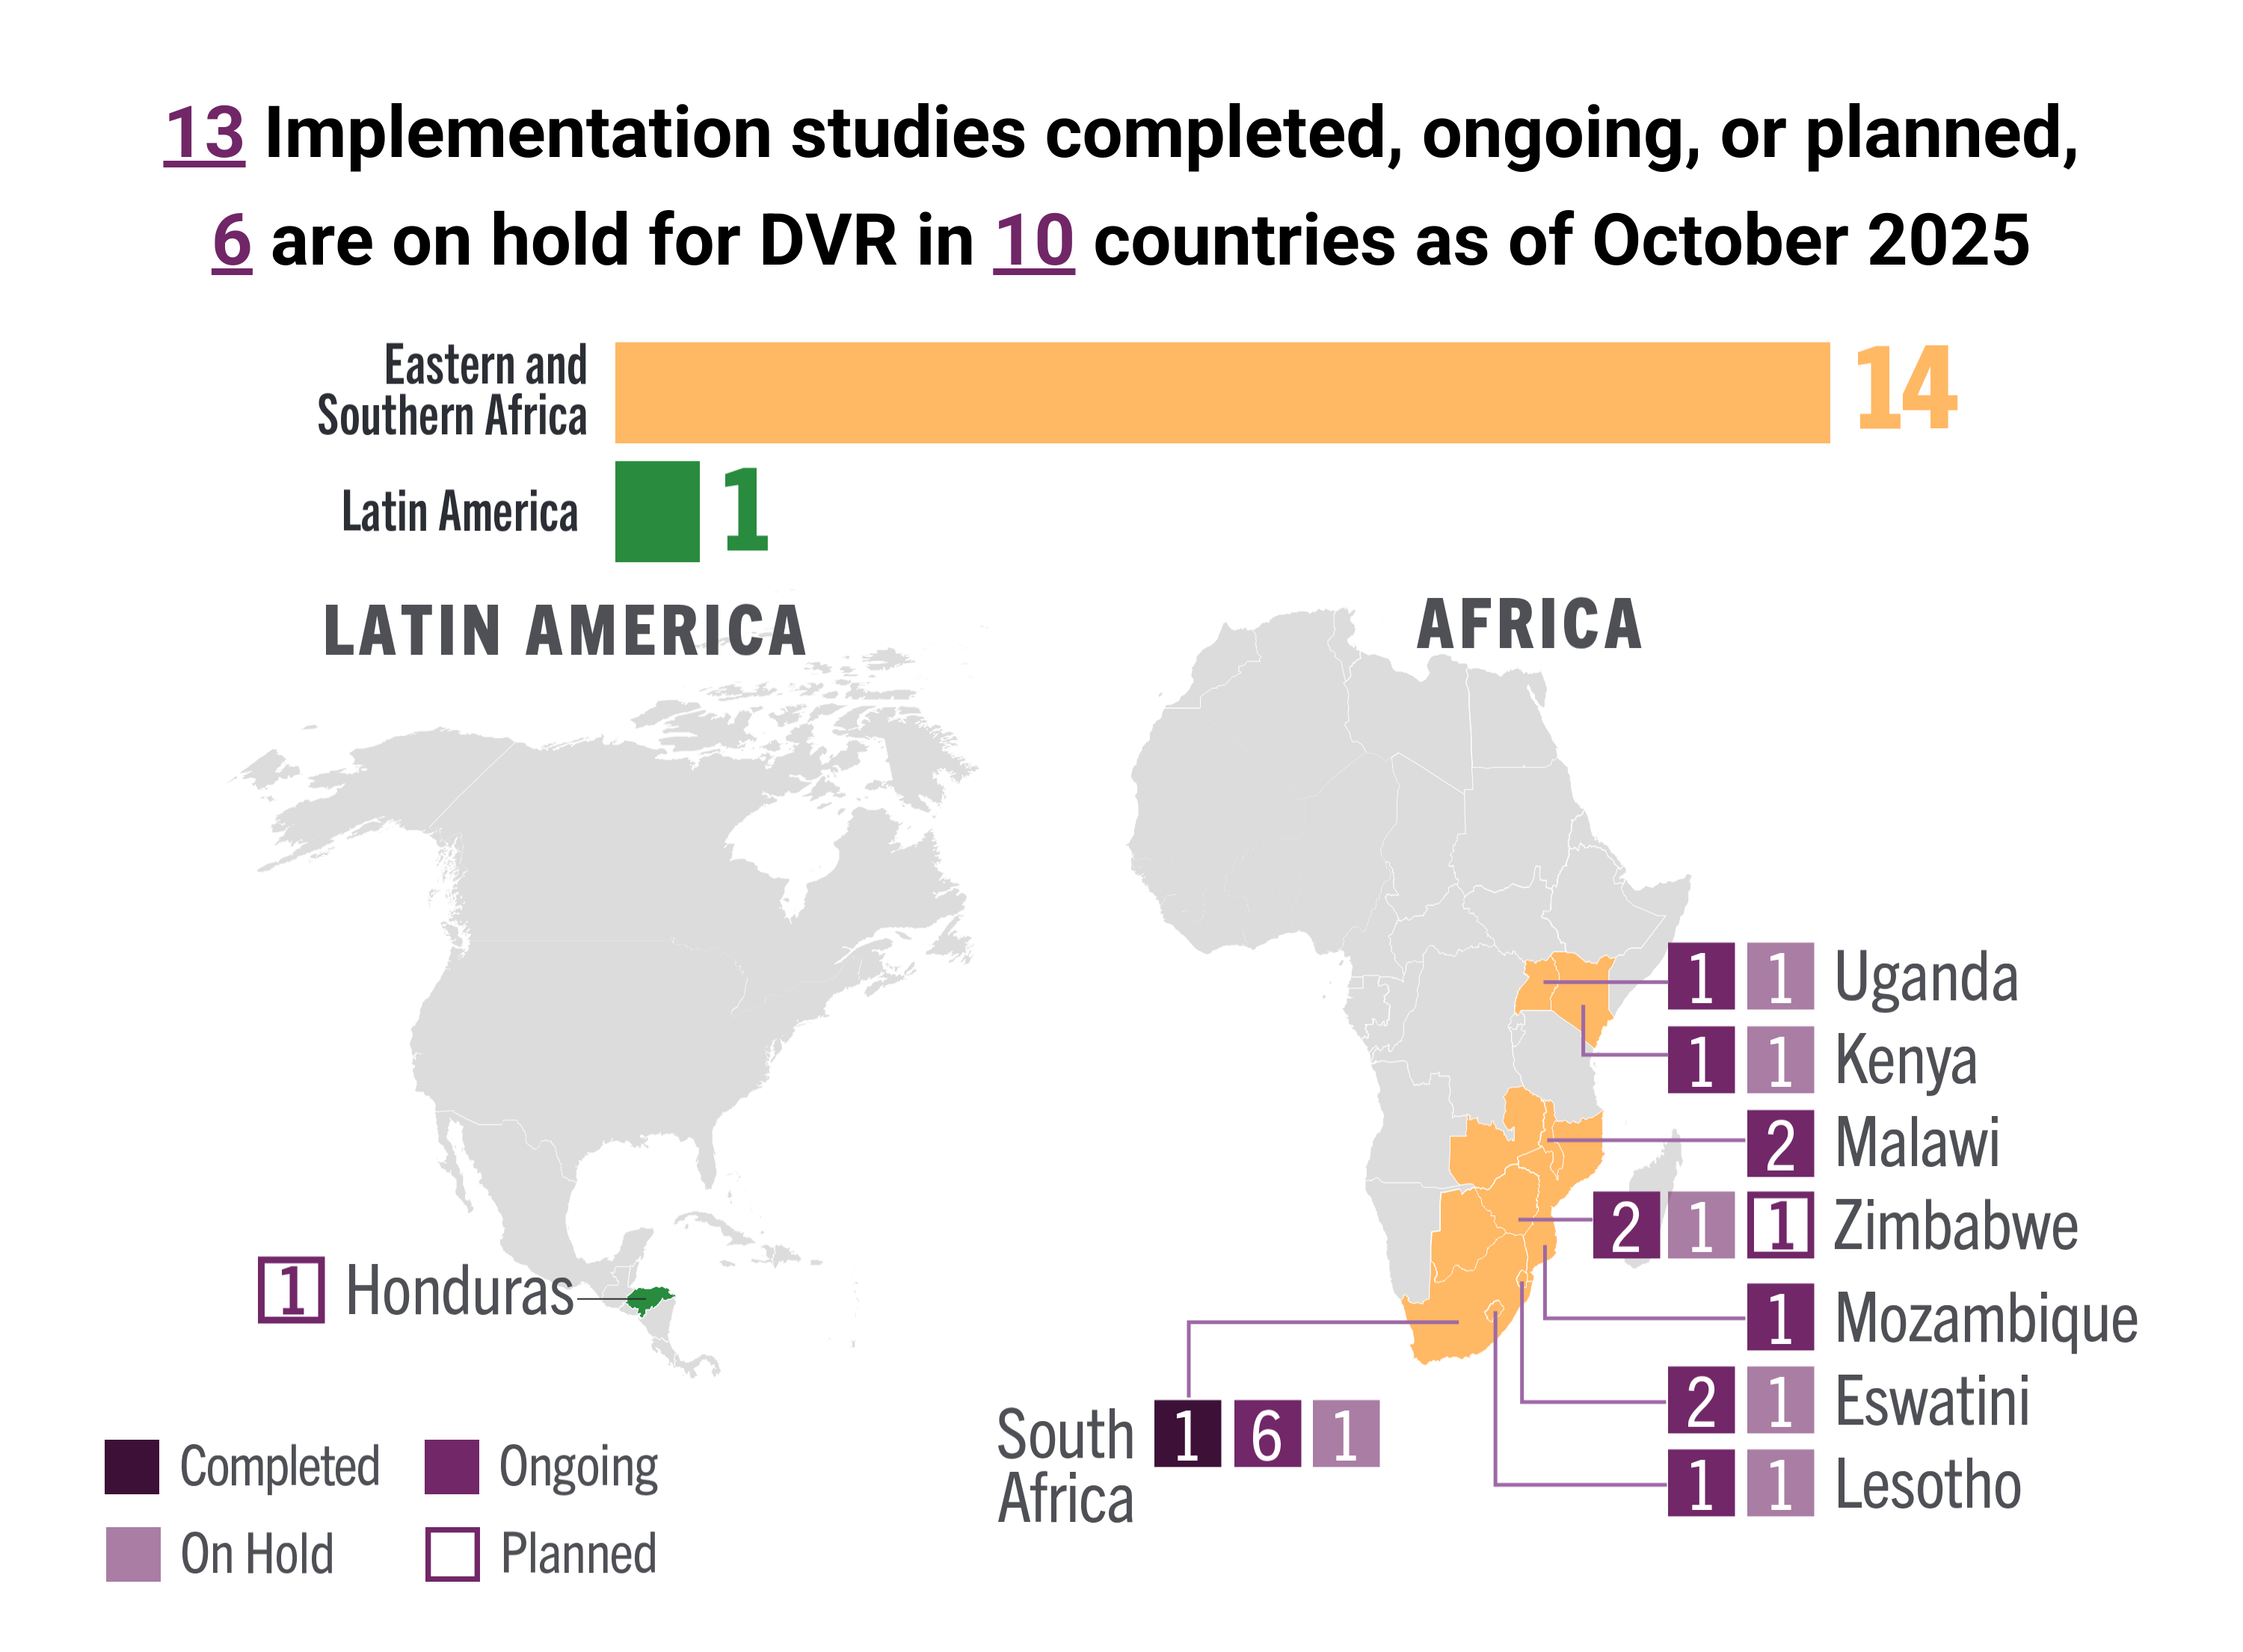 13 Implementation studies completed, ongoing, or planned,
6 are on hold for DVR in 10 countries as of October 2025
Eastern and
Southern Africa
14
Latin America
1
LATIN AMERICA
AFRICA
1 1 Uganda
1 1 Kenya
2 Malawi
2 1 1 Zimbabwe
1 Honduras
1 Mozambique
2 1 Eswatini
South
Africa
1 6 1
1 1 Lesotho
Completed
Ongoing
On Hold
Planned